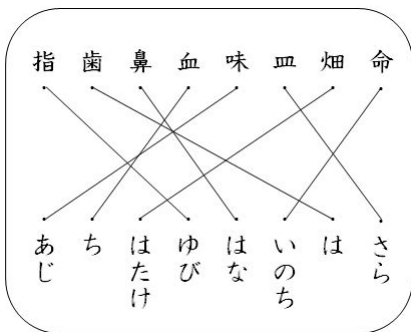 指 歯 鼻 血 味 皿 畑 命
あじ ち はたけ ゆび はな いのち は さら